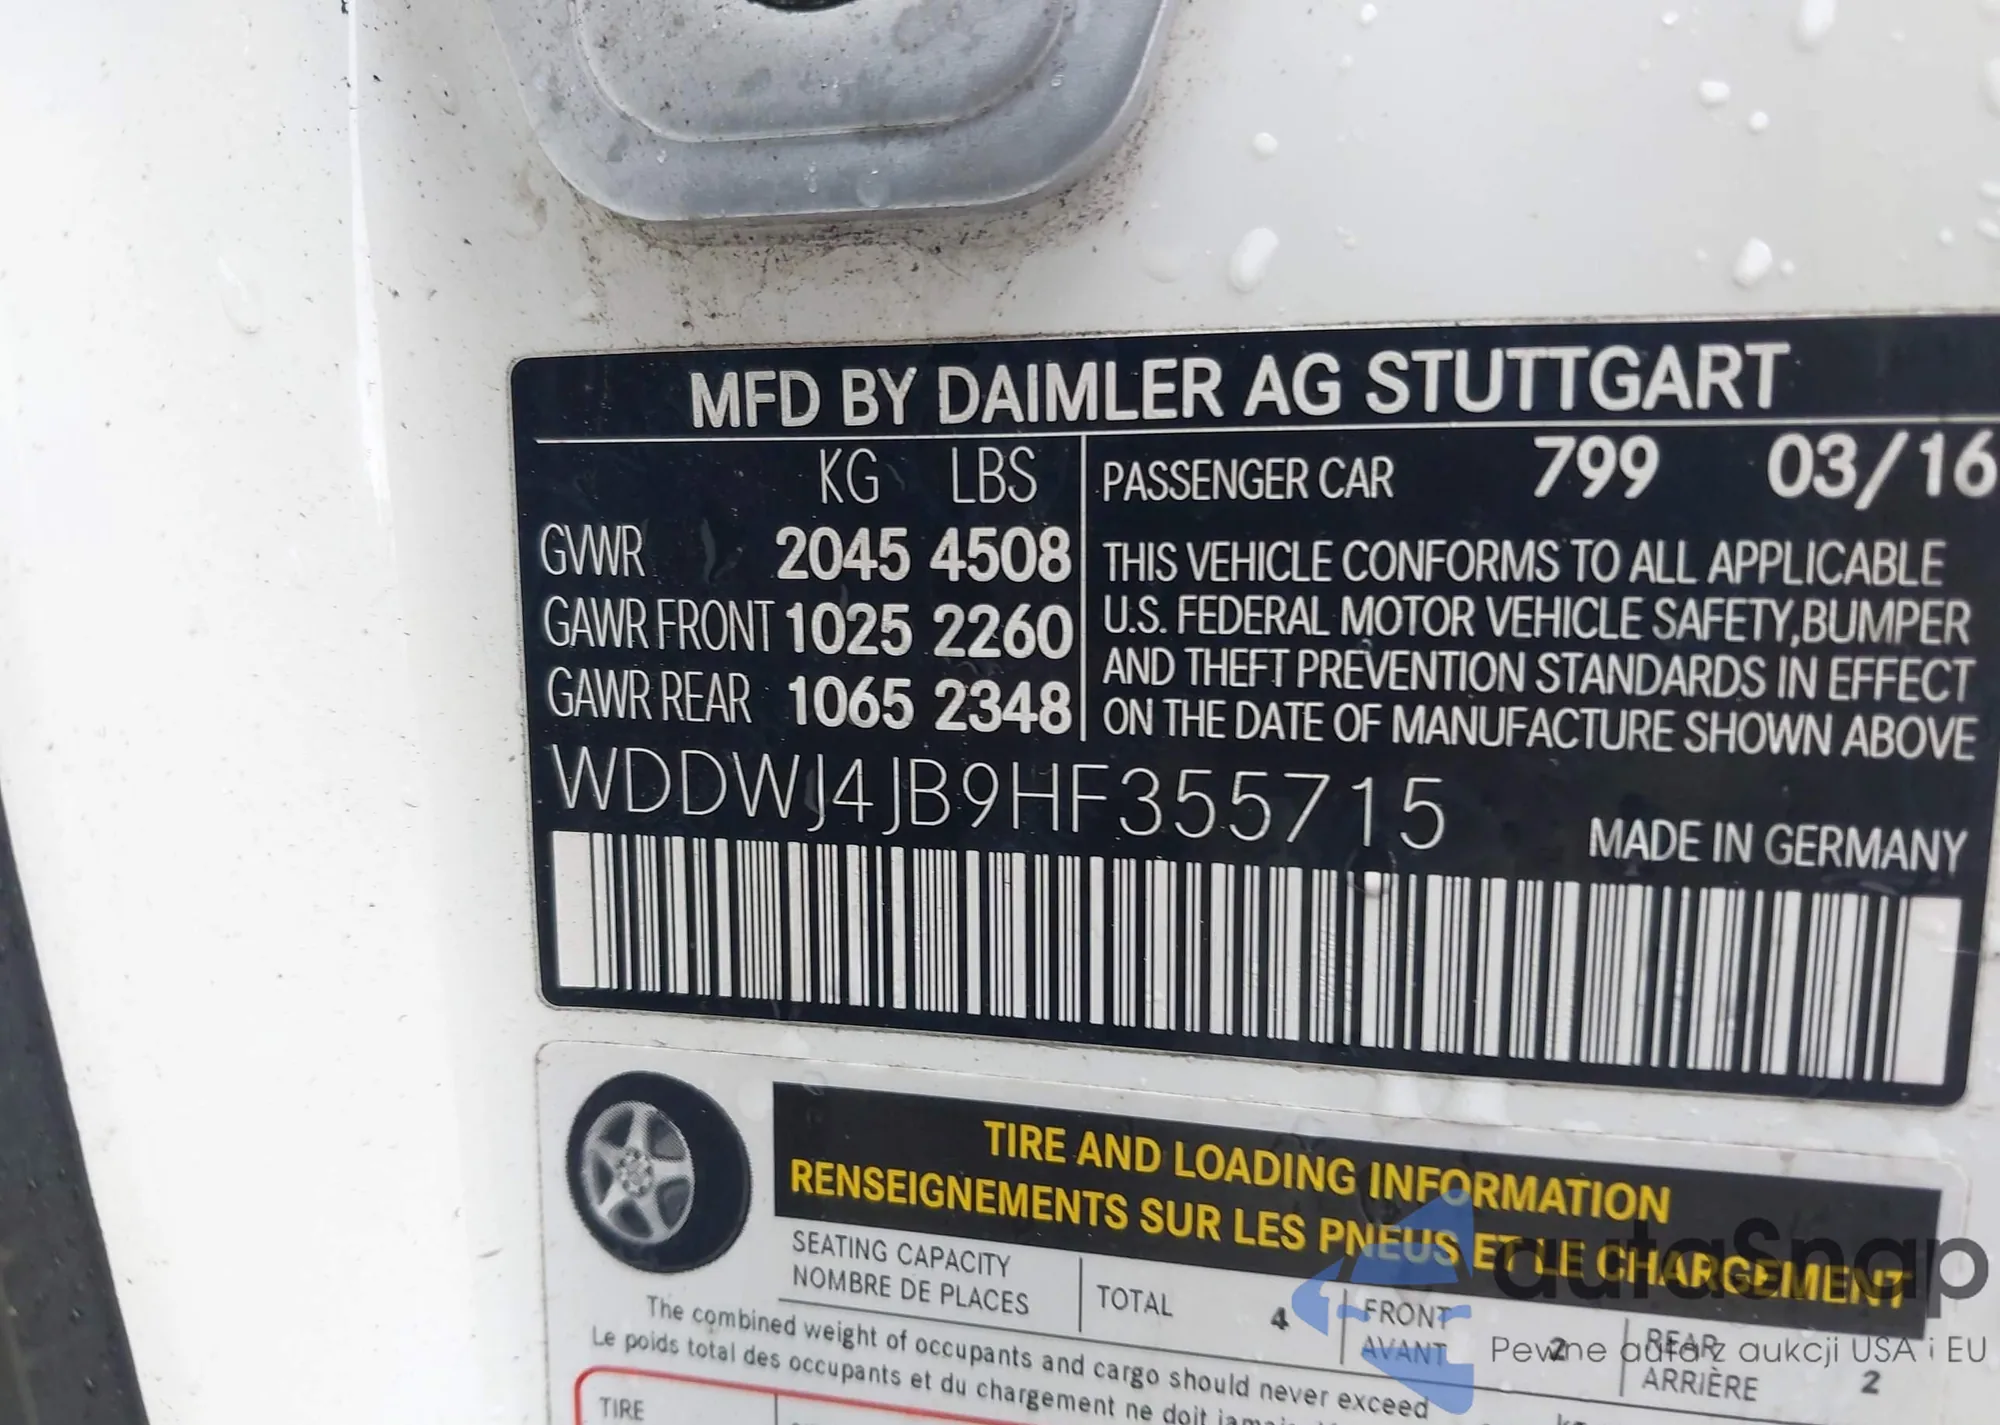 MFD BY DAIMLER AG STUTTGART
KG LBS
GVWR 2045 4508
GAWR FRONT 1025 2260
GAWR REAR 1065 2348
PASSENGER CAR 799 03/16
THIS VEHICLE CONFORMS TO ALL APPLICABLE
U.S. FEDERAL MOTOR VEHICLE SAFETY,BUMPER
AND THEFT PREVENTION STANDARDS IN EFFECT
ON THE DATE OF MANUFACTURE SHOWN ABOVE
WDDWJ4JB9HF355715
MADE IN GERMANY
TIRE AND LOADING INFORMATION
RENSEIGNEMENTS SUR LES PNEUS ET LE CHARGEMENT
SEATING CAPACITY
NOMBRE DE PLACES
TOTAL 4
FRONT
AVANT 2
REAR
ARRIÈRE 2
The combined weight of occupants and cargo should never exceed
Le poids total des occupants et du chargement ne doit jamais
TIRE
autaSnap
Pewne auta z aukcji USA i EU